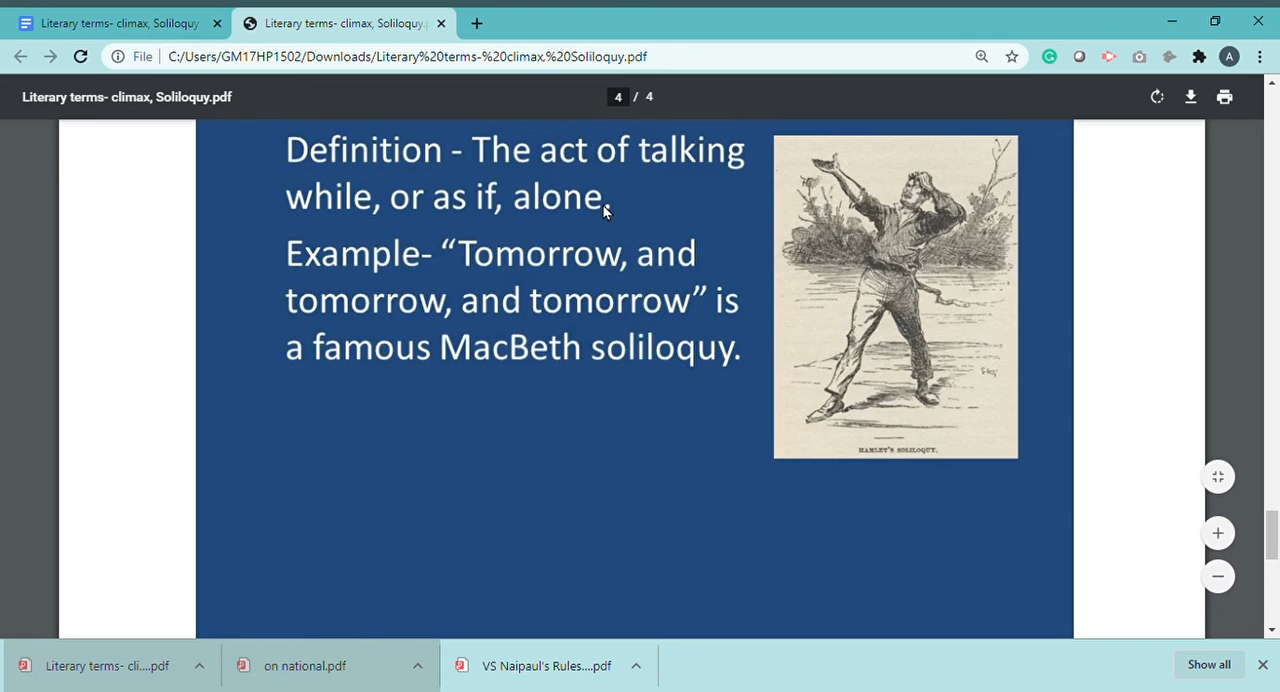 Literary terms- climax, Soliloquy
Literary terms- climax, Soliloquy.
File
C:/Users/GM17HP1502/Downloads/Literary%20terms-%20climax,%20Soliloquy.pdf
A
Literary terms- climax, Soliloquy.pdf
4 / 4
Definition - The act of talking
while, or as if, alone.
Example- “Tomorrow, and
tomorrow, and tomorrow” is
a famous MacBeth soliloquy.
HAMLET'S SOLILOQUY.
Literary terms- cli....pdf
on national.pdf
VS Naipaul's Rules....pdf
Show all